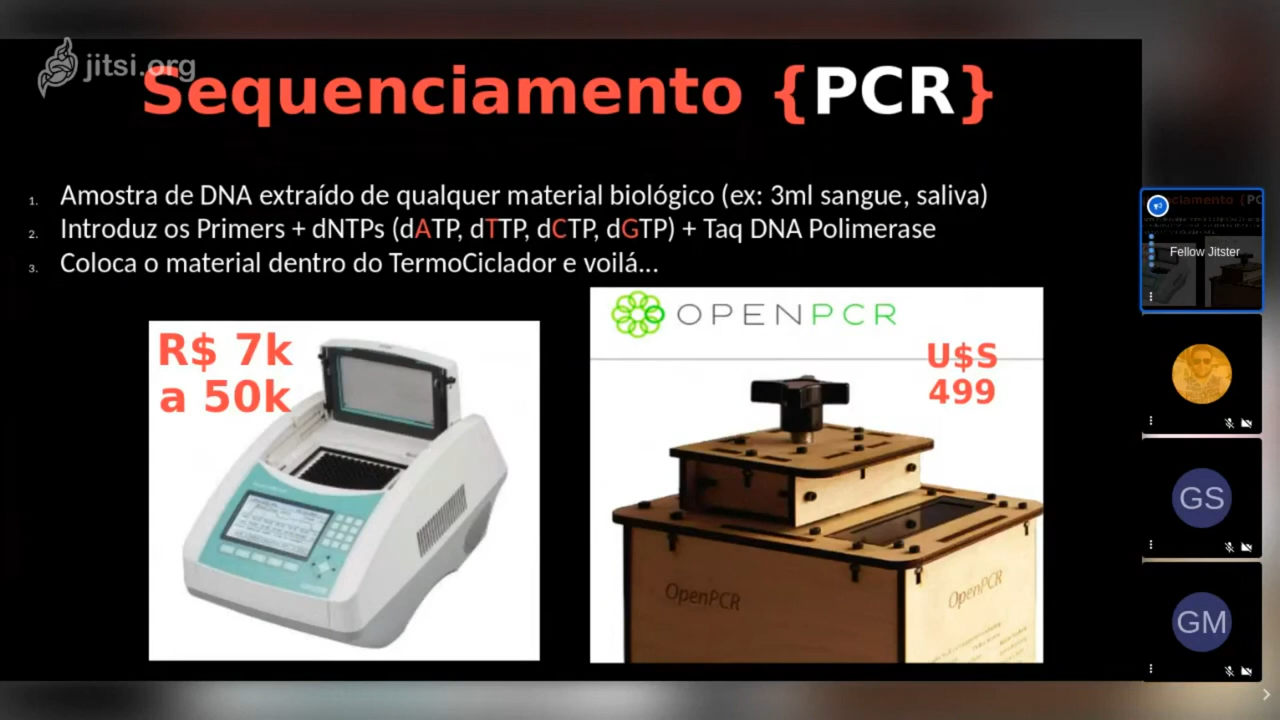 jitsi.org
Sequenciamento {PCR}
1. Amostra de DNA extraído de qualquer material biológico (ex: 3ml sangue, saliva)
2. Introduz os Primers + dNTPs (dATP, dTTP, dCTP, dGTP) + Taq DNA Polimerase
3. Coloca o material dentro do TermoCiclador e voilá...
R$ 7k
a 50k
OPENPCR
U$S
499
OpenPCR
OpenPCR
Fellow Jitster
GS
GM